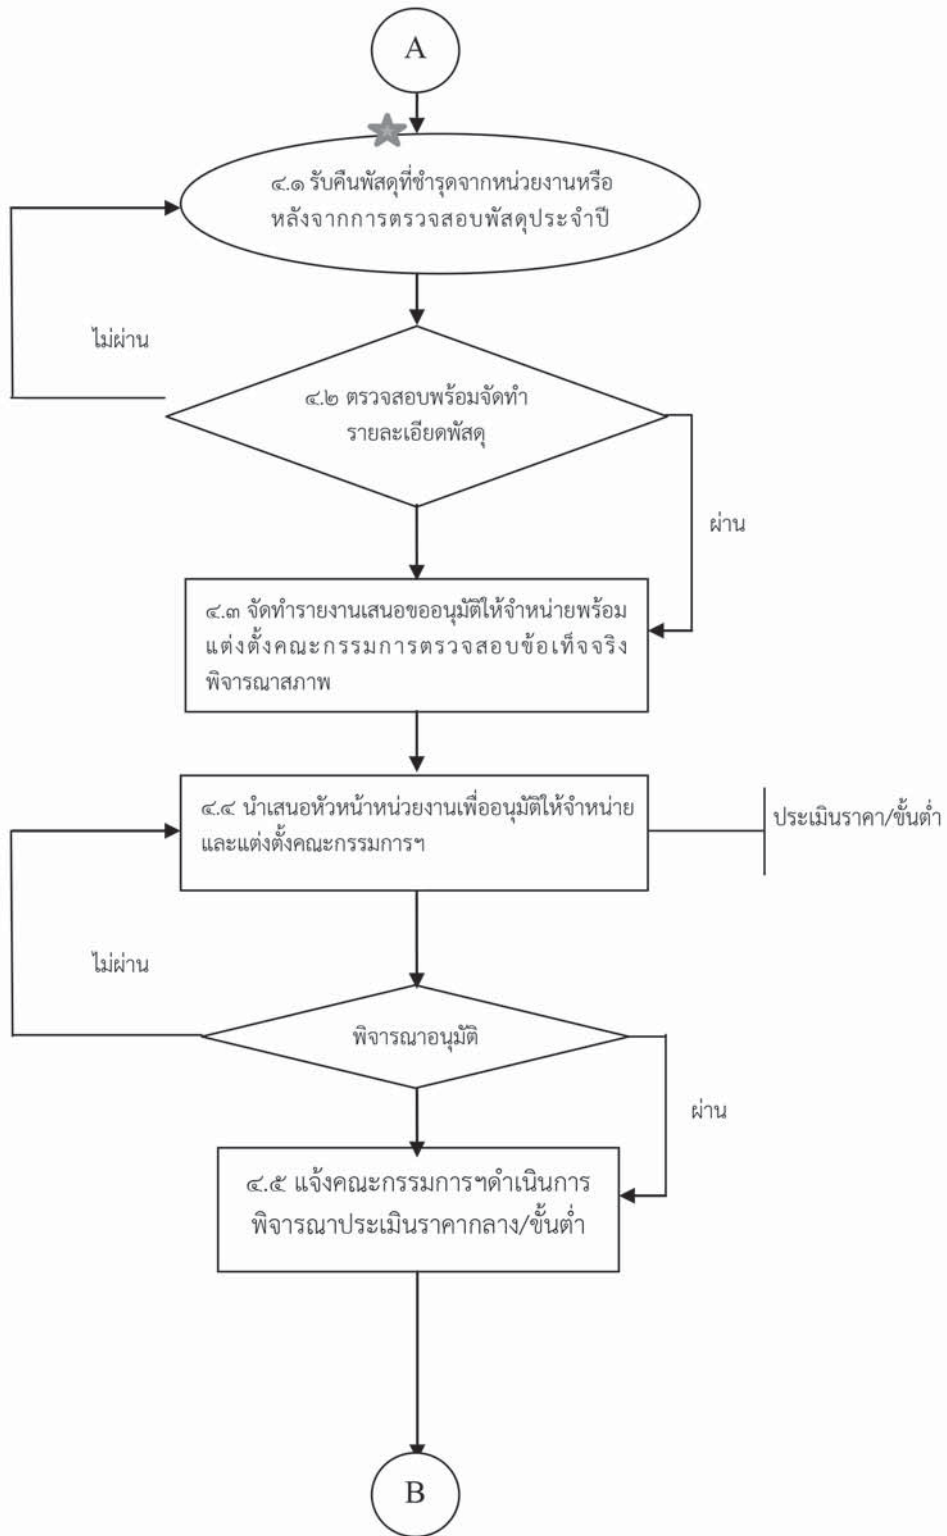 A
๔.๑ รับคืนพัสดุที่ชำรุดจากหน่วยงานหรือ
หลังจากการตรวจสอบพัสดุประจำปี
ไม่ผ่าน
๔.๒ ตรวจสอบพร้อมจัดทำ
รายละเอียดพัสดุ
ผ่าน
๔.๓ จัดทำรายงานเสนอขออนุมัติให้จำหน่ายพร้อม
แต่งตั้งคณะกรรมการตรวจสอบข้อเท็จจริง
พิจารณาสภาพ
๔.๔ นำเสนอหัวหน้าหน่วยงานเพื่ออนุมัติให้จำหน่าย
และแต่งตั้งคณะกรรมการฯ
ประเมินราคา/ขั้นต่ำ
ไม่ผ่าน
พิจารณาอนุมัติ
ผ่าน
๔.๕ แจ้งคณะกรรมการฯดำเนินการ
พิจารณาประเมินราคากลาง/ขั้นต่ำ
B